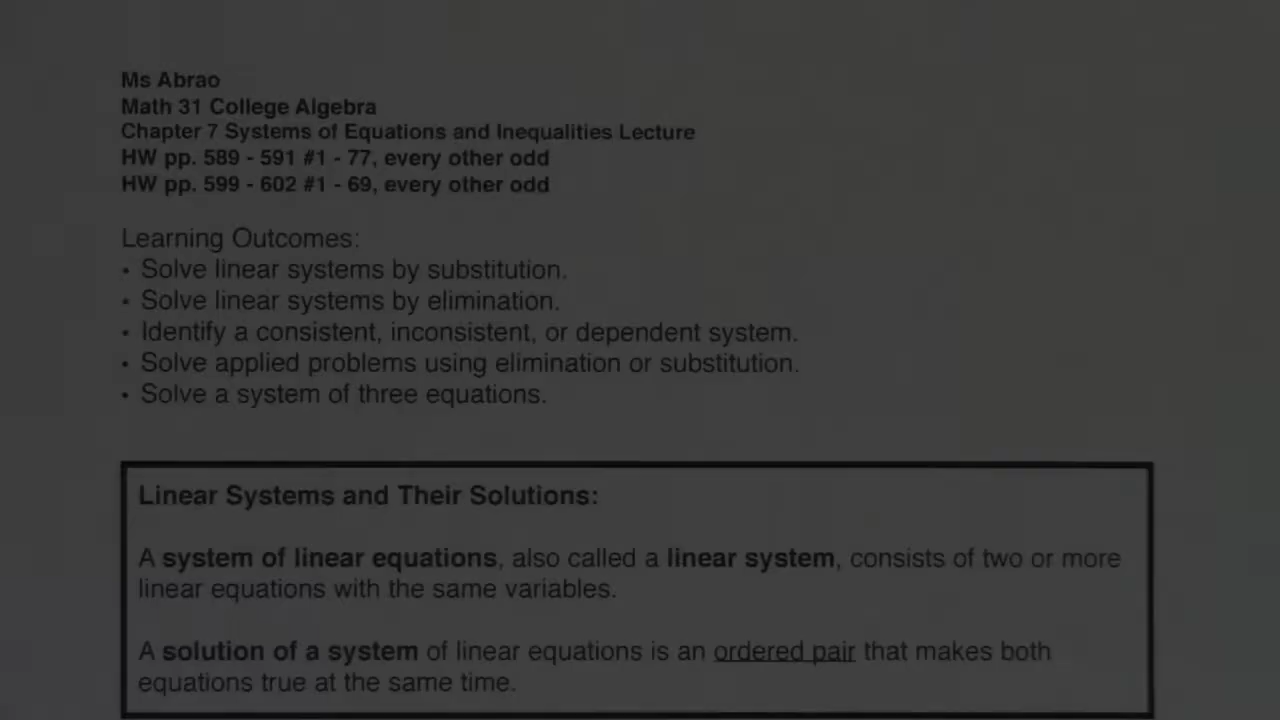 Ms Abrao
Math 31 College Algebra
Chapter 7 Systems of Equations and Inequalities Lecture
HW pp. 589 - 591 #1 - 77, every other odd
HW pp. 599 - 602 #1 - 69, every other odd
Learning Outcomes:
• Solve linear systems by substitution.
• Solve linear systems by elimination.
• Identify a consistent, inconsistent, or dependent system.
• Solve applied problems using elimination or substitution.
• Solve a system of three equations.
Linear Systems and Their Solutions:
A system of linear equations, also called a linear system, consists of two or more
linear equations with the same variables.
A solution of a system of linear equations is an ordered pair that makes both
equations true at the same time.